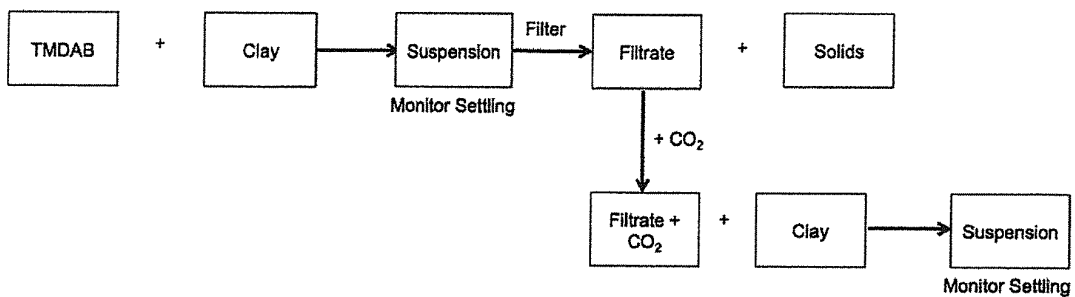 Filter
TMDAB + Clay Suspension Filtrate + Solids
Monitor Settling
+ CO₂
Filtrate + CO₂ + Clay Suspension
Monitor Settling